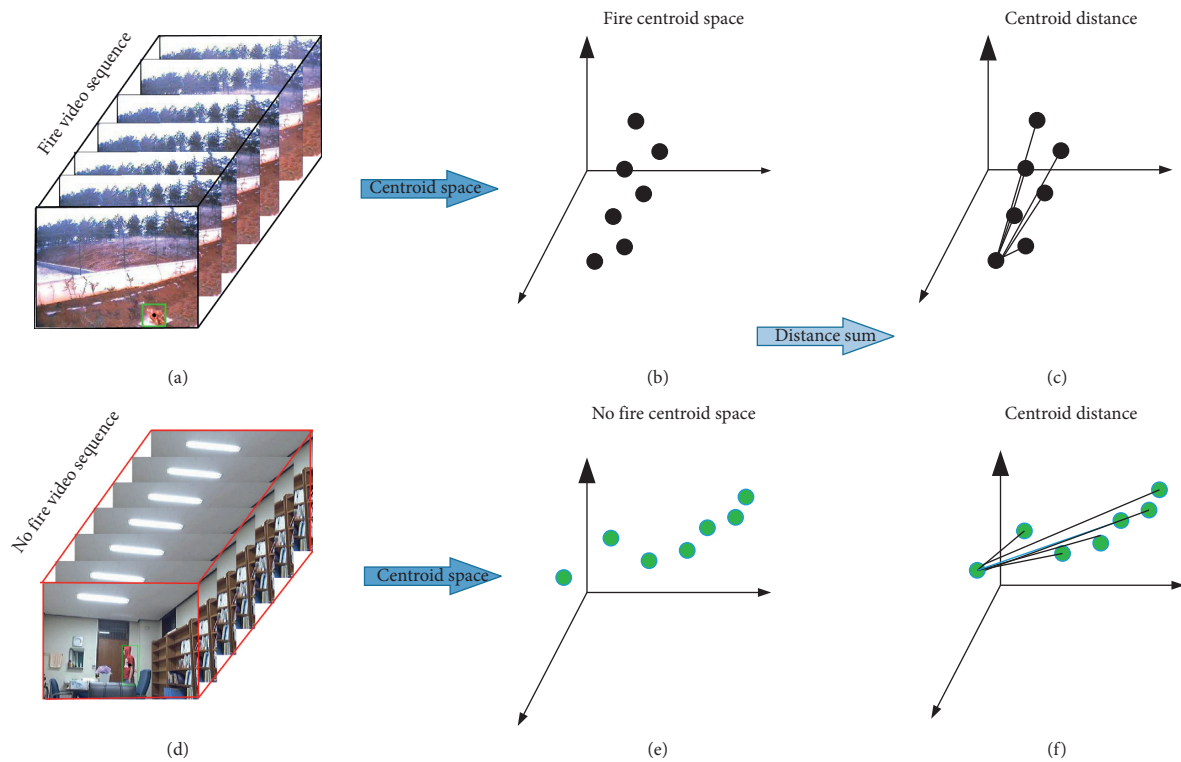 Fire video sequence
Centroid space
Fire centroid space
Centroid distance
Distance sum
(a)
(b)
(c)
No fire video sequence
Centroid space
No fire centroid space
Centroid distance
(d)
(e)
(f)